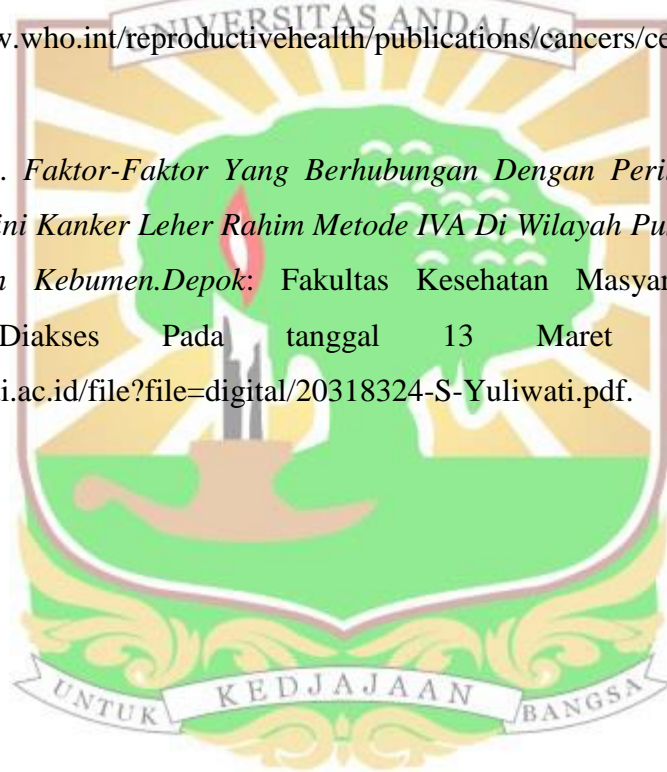 UNIVERSITAS ANDALAS
w.who.int/reproductivehealth/publications/cancers/ce
. Faktor-Faktor Yang Berhubungan Dengan Peri
ini Kanker Leher Rahim Metode IVA Di Wilayah Pu
n Kebumen.Depok: Fakultas Kesehatan Masyar
Diakses Pada tanggal 13 Maret
i.ac.id/file?file=digital/20318324-S-Yuliwati.pdf.
UNTUK KEDJAJAAN BANGSA